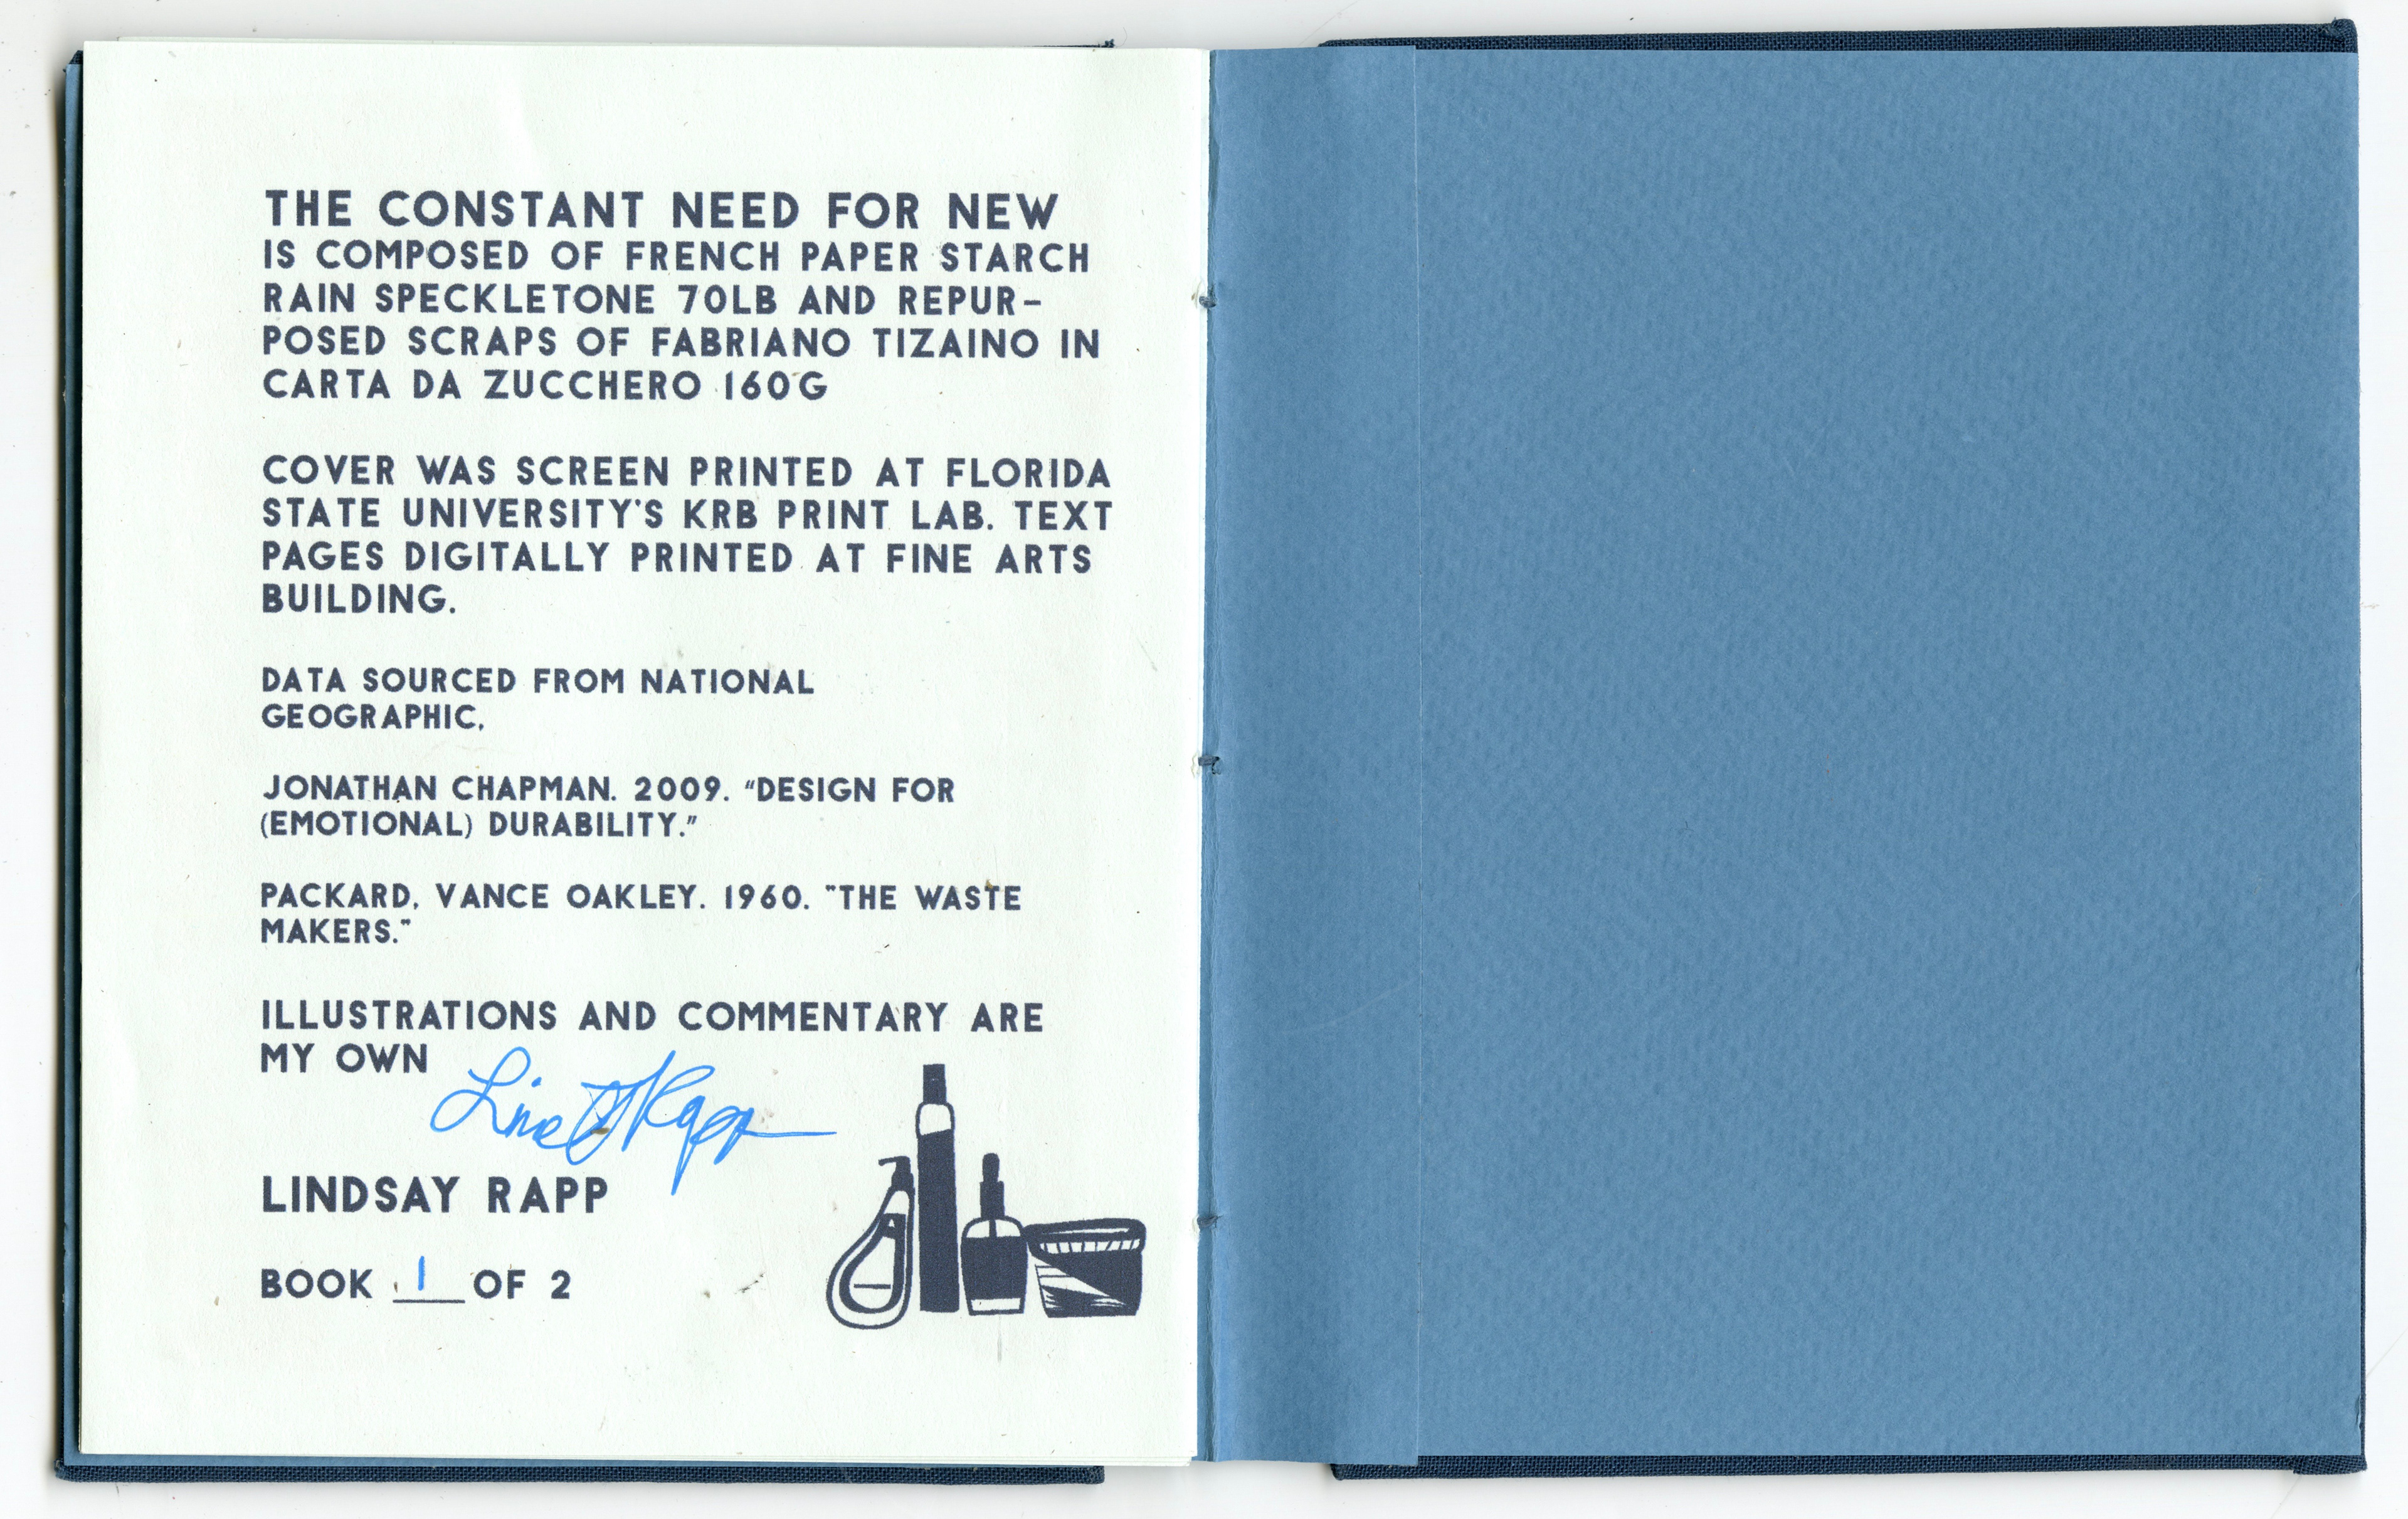 THE CONSTANT NEED FOR NEW
IS COMPOSED OF FRENCH PAPER STARCH
RAIN SPECKLETONE 70LB AND REPUR-
POSED SCRAPS OF FABRIANO TIZAINO IN
CARTA DA ZUCCHERO 160G
COVER WAS SCREEN PRINTED AT FLORIDA
STATE UNIVERSITY'S KRB PRINT LAB. TEXT
PAGES DIGITALLY PRINTED AT FINE ARTS
BUILDING.
DATA SOURCED FROM NATIONAL
GEOGRAPHIC,
JONATHAN CHAPMAN. 2009. “DESIGN FOR
(EMOTIONAL) DURABILITY.”
PACKARD, VANCE OAKLEY. 1960. "THE WASTE
MAKERS."
ILLUSTRATIONS AND COMMENTARY ARE
MY OWN
LINDSAY RAPP
BOOK 1 OF 2